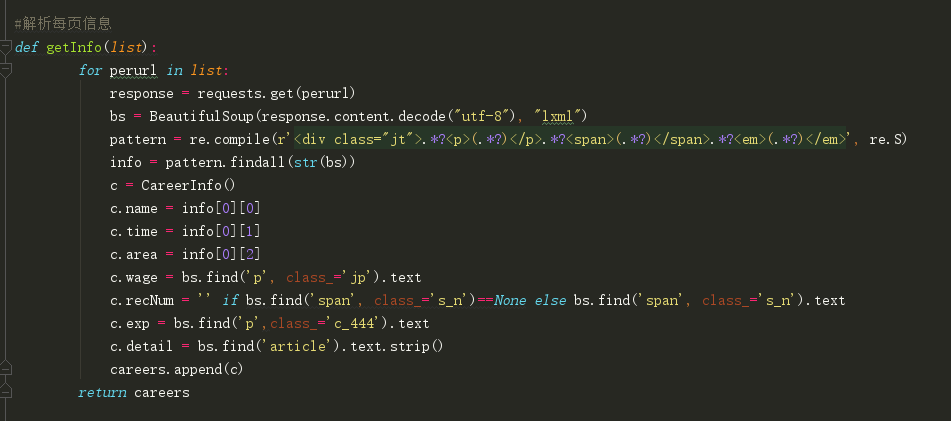 #解析每页信息
def getInfo(list):
for perurl in list:
response = requests.get(perurl)
bs = BeautifulSoup(response.content.decode("utf-8"), "lxml")
pattern = re.compile(r'<div class="jt">.*?<p>(.*?)</p>.*?<span>(.*?)</span>.*?<em>(.*?)</em>', re.S)
info = pattern.findall(str(bs))
c = CareerInfo()
c.name = info[0][0]
c.time = info[0][1]
c.area = info[0][2]
c.wage = bs.find('p', class_='jp').text
c.recNum = '' if bs.find('span', class_='s_n')==None else bs.find('span', class_='s_n').text
c.exp = bs.find('p',class_='c_444').text
c.detail = bs.find('article').text.strip()
careers.append(c)
return careers